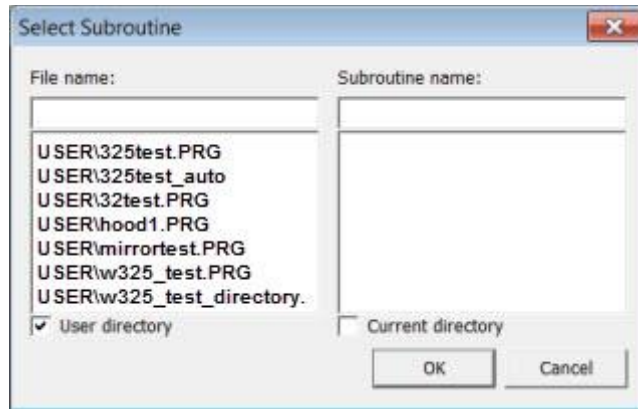 Select Subroutine
File name:
Subroutine name:
USER\325test.PRG
USER\325test_auto
USER\32test.PRG
USER\hood1.PRG
USER\mirrortest.PRG
USER\w325_test.PRG
USER\w325_test_directory.
User directory
Current directory
OK
Cancel